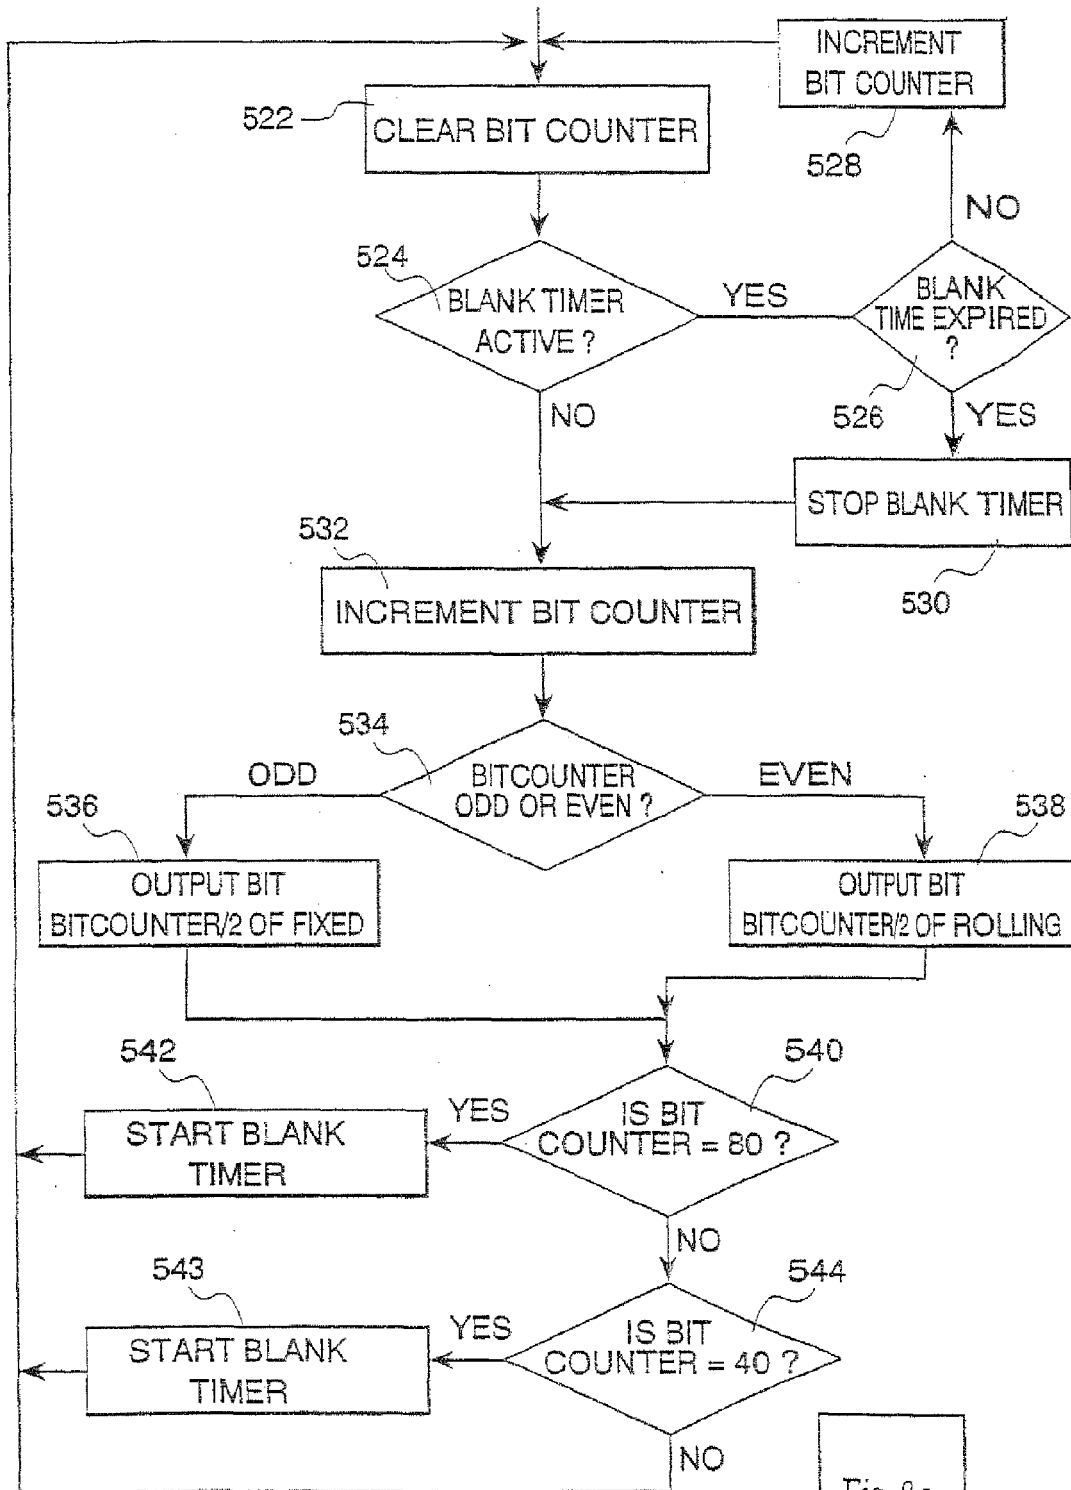 INCREMENT
BIT COUNTER
528
522
CLEAR BIT COUNTER
NO
524
BLANK TIMER
ACTIVE ?
YES
BLANK
TIME EXPIRED
?
526
YES
NO
STOP BLANK TIMER
530
532
INCREMENT BIT COUNTER
534
ODD
BITCOUNTER
ODD OR EVEN ?
EVEN
536
538
OUTPUT BIT
BITCOUNTER/2 OF FIXED
OUTPUT BIT
BITCOUNTER/2 OF ROLLING
542
540
START BLANK
TIMER
YES
IS BIT
COUNTER = 80 ?
NO
543
544
START BLANK
TIMER
YES
IS BIT
COUNTER = 40 ?
NO